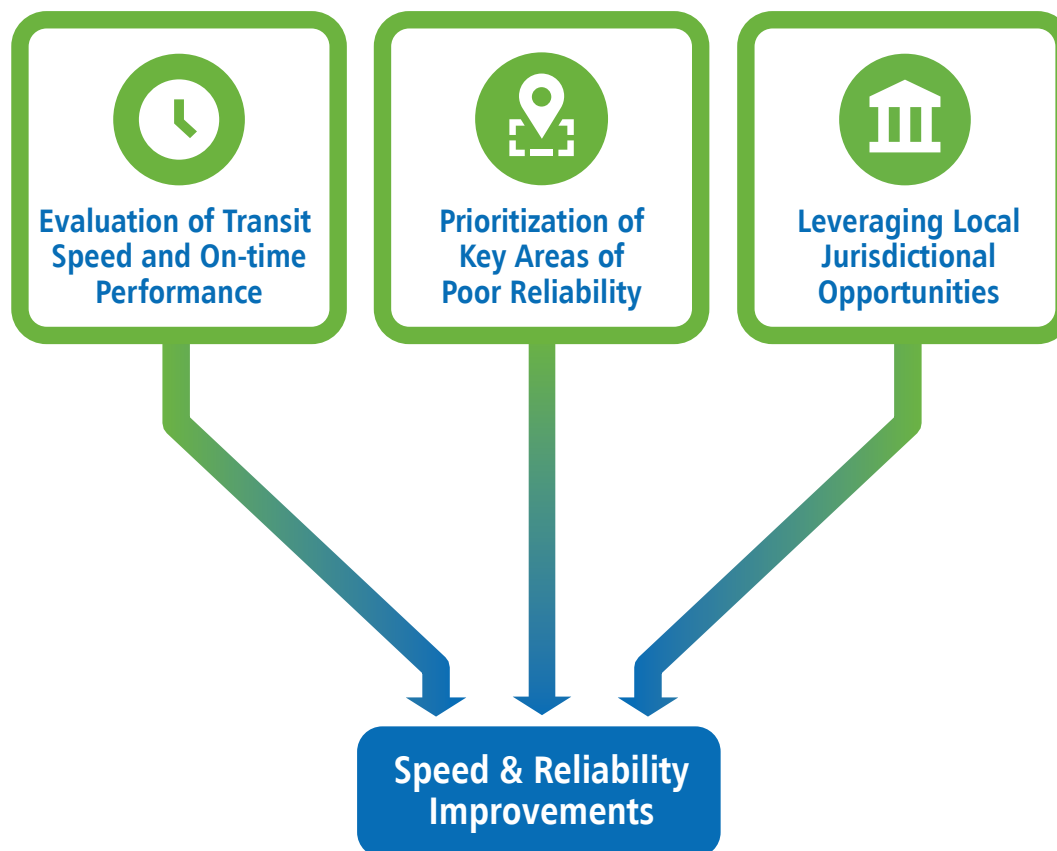 Evaluation of Transit
Speed and On-time
Performance
Prioritization of
Key Areas of
Poor Reliability
Leveraging Local
Jurisdictional
Opportunities
Speed & Reliability
Improvements